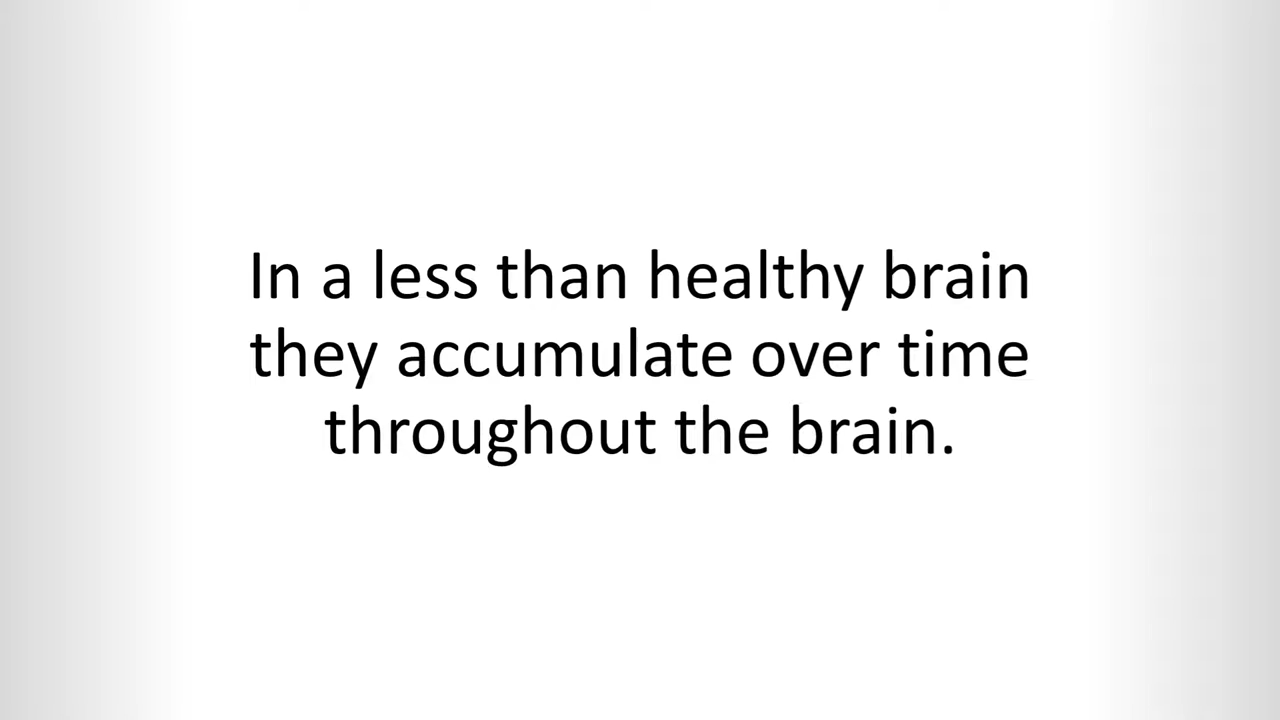 In a less than healthy brain
they accumulate over time
throughout the brain.